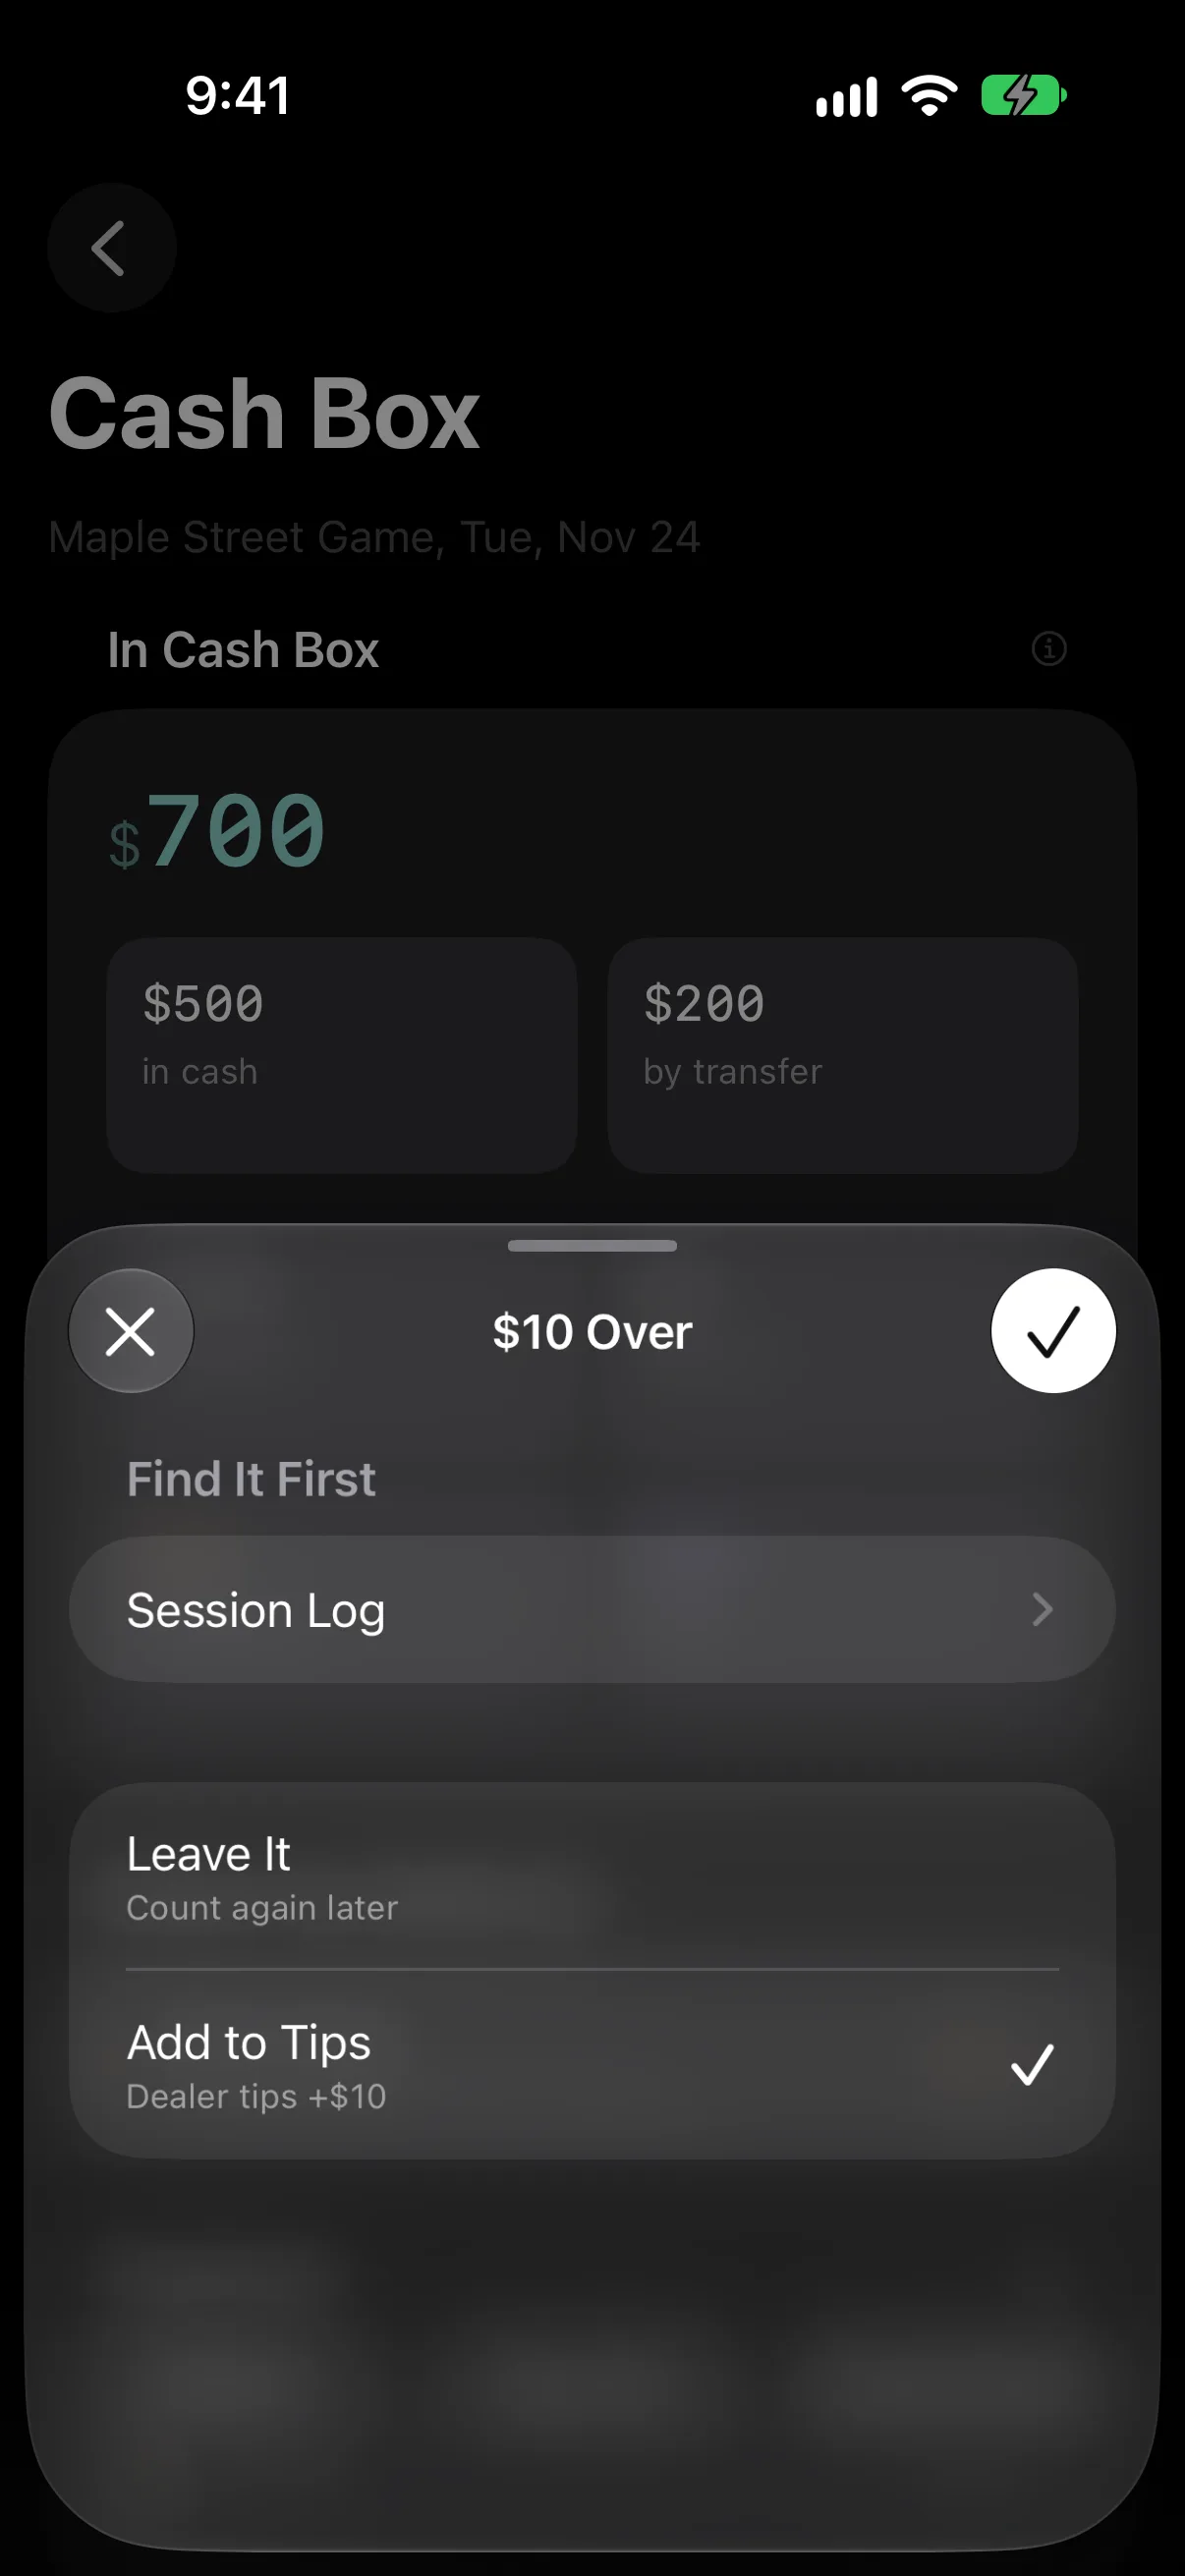 9:41
Cash Box
Maple Street Game, Tue, Nov 24
In Cash Box
$700
$500
in cash
$200
by transfer
$10 Over
Find It First
Session Log
Leave It
Count again later
Add to Tips
Dealer tips +$10